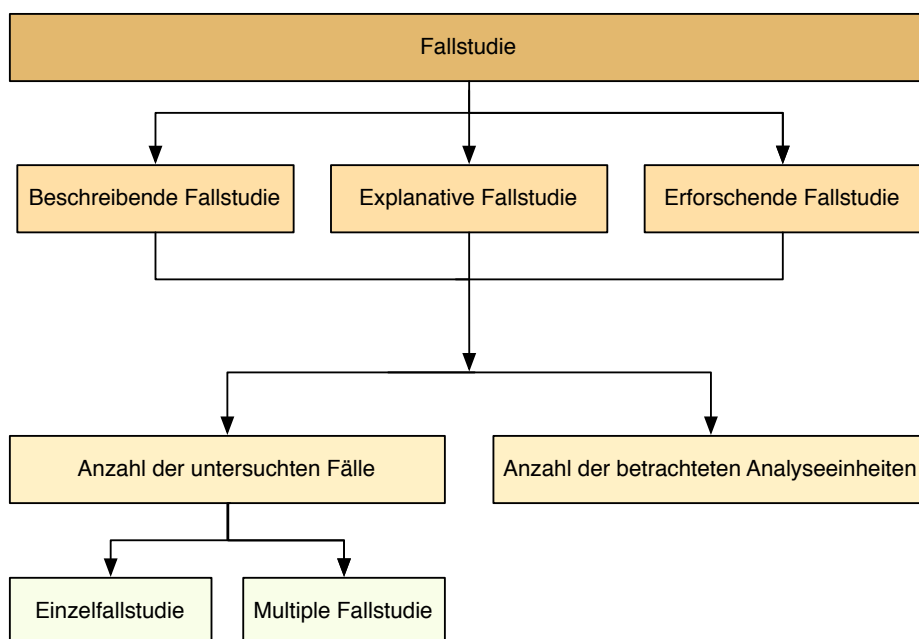 Fallstudie
Beschreibende Fallstudie
Explanative Fallstudie
Erforschende Fallstudie
Anzahl der untersuchten Fälle
Anzahl der betrachteten Analyseeinheiten
Einzelfallstudie
Multiple Fallstudie